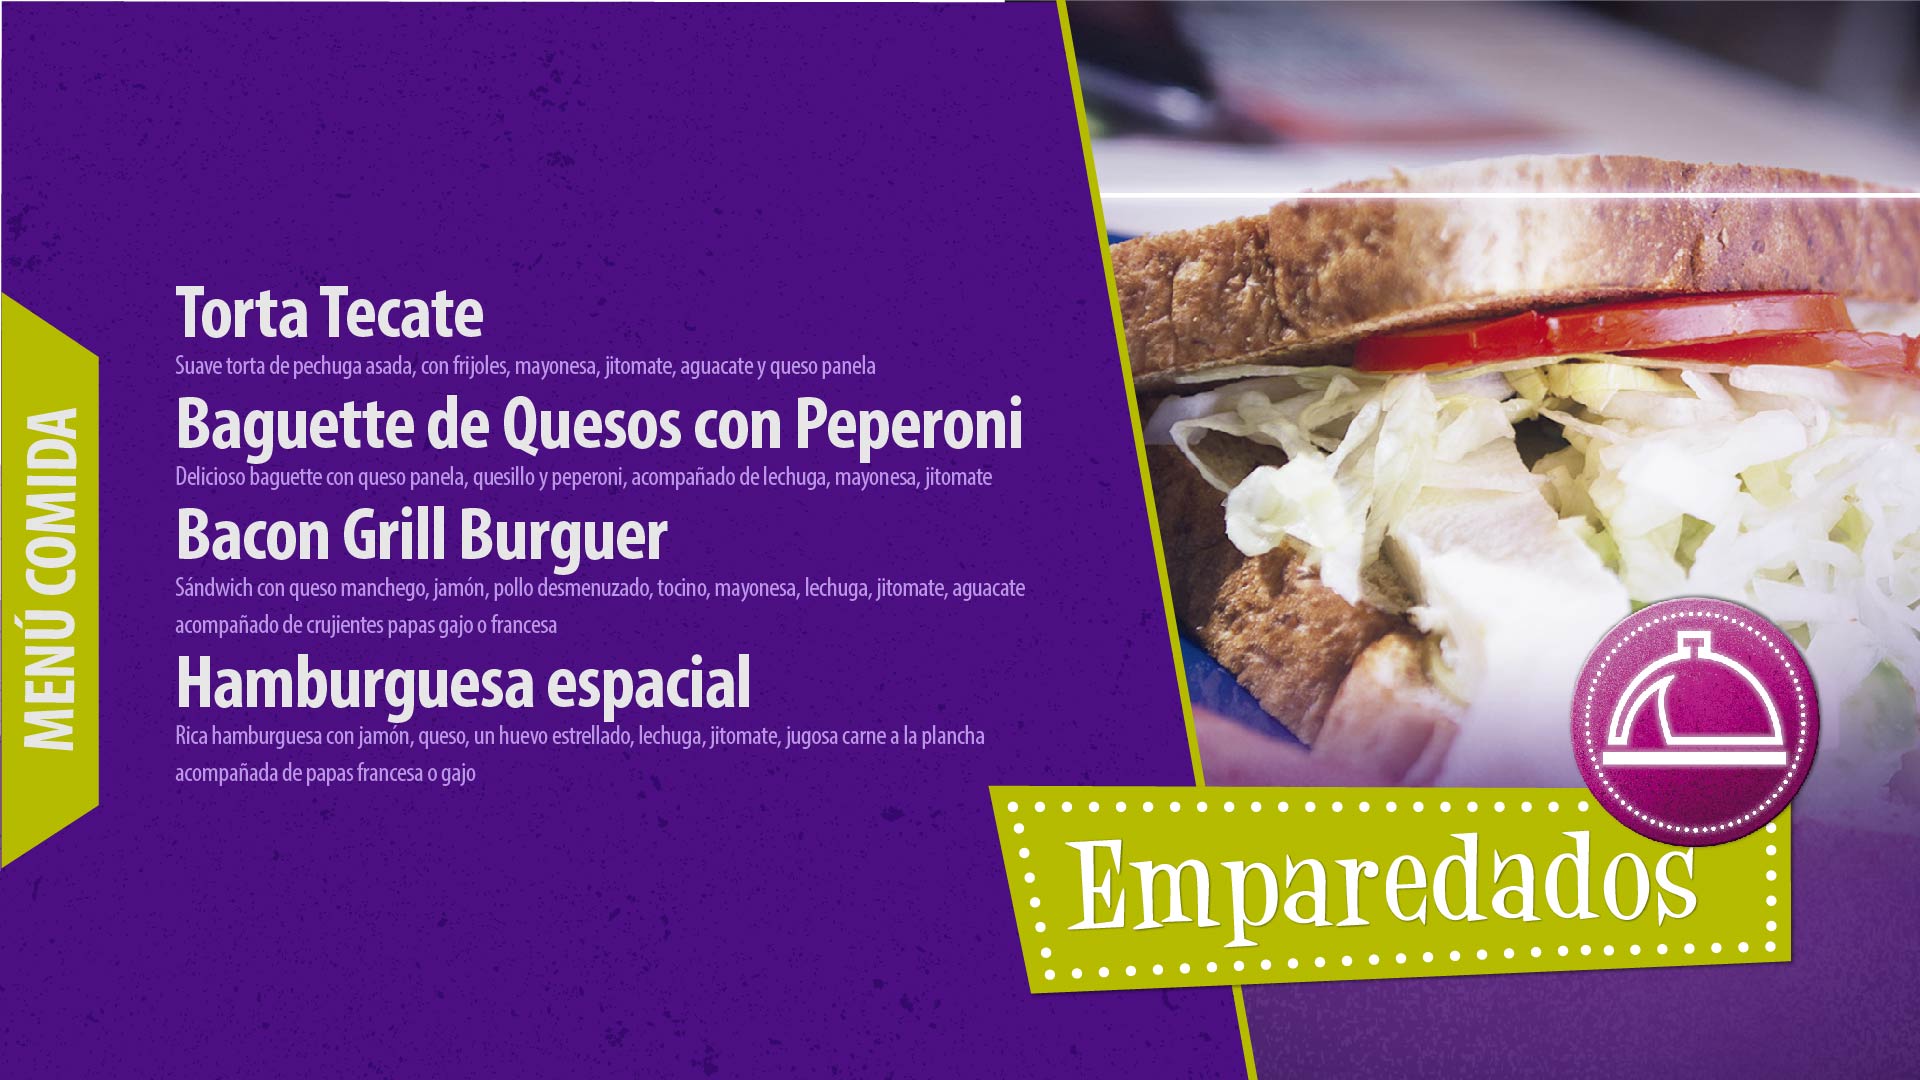 MENÚ COMIDA
Torta Tecate
Suave torta de pechuga asada, con frijoles, mayonesa, jitomate, aguacate y queso panela
Baguette de Quesos con Peperoni
Delicioso baguette con queso panela, quesillo y peperoni, acompañado de lechuga, mayonesa, jitomate
Bacon Grill Burguer
Sándwich con queso manchego, jamón, pollo desmenuzado, tocino, mayonesa, lechuga, jitomate, aguacate
acompañado de crujientes papas gajo o francesa
Hamburguesa espacial
Rica hamburguesa con jamón, queso, un huevo estrellado, lechuga, jitomate, jugosa carne a la plancha
acompañada de papas francesa o gajo
Emparedados